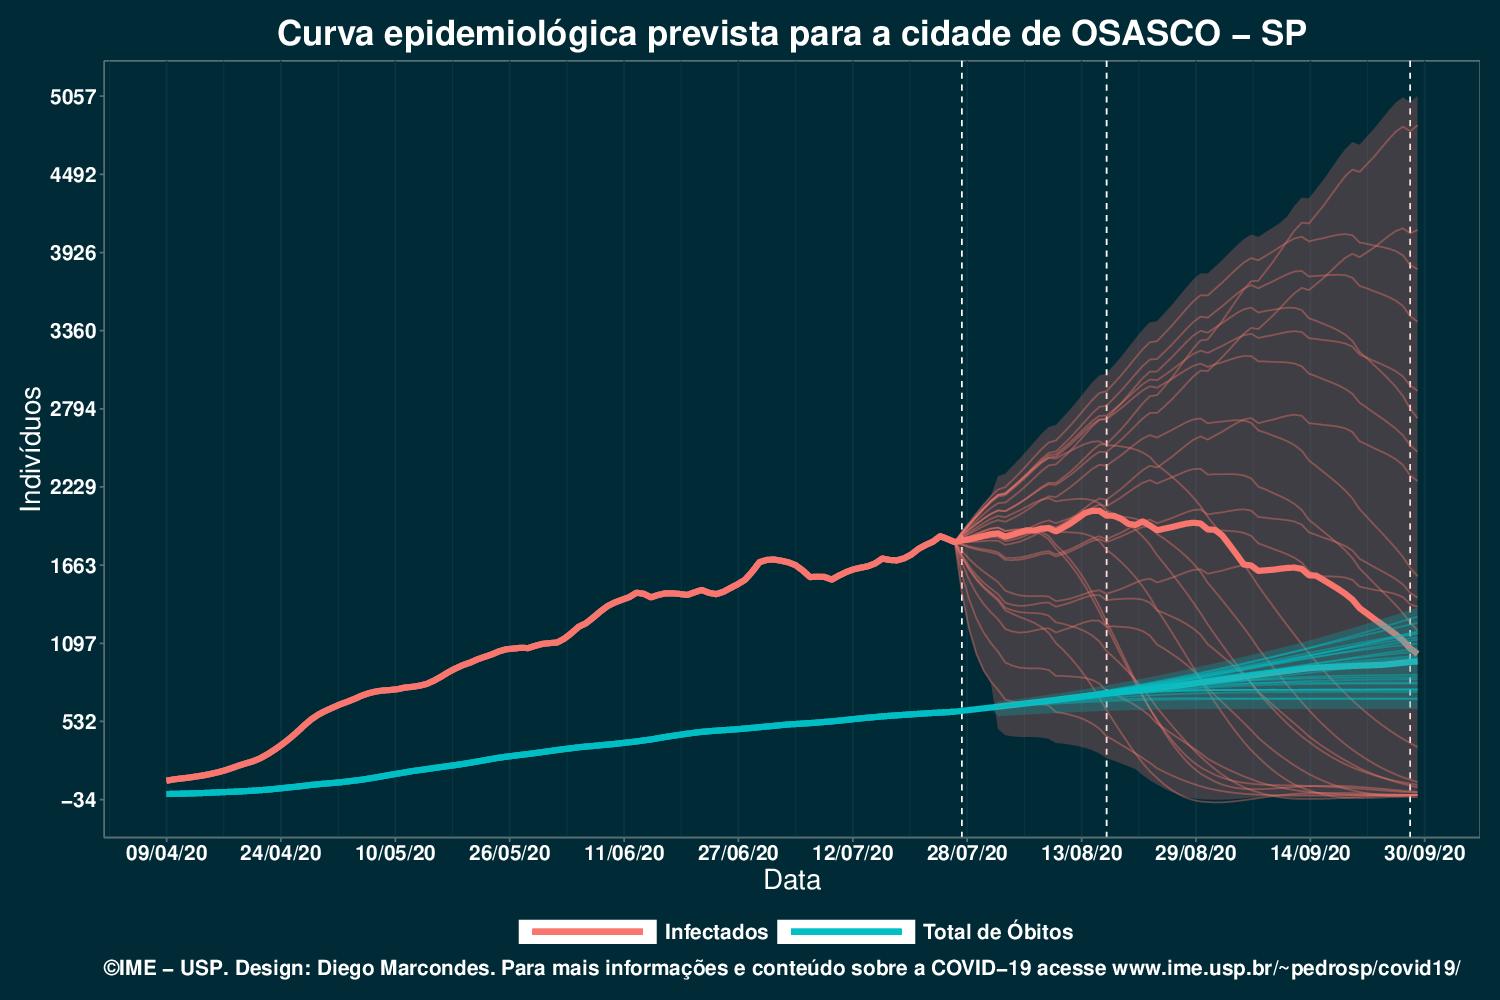 Curva epidemiológica prevista para a cidade de OSASCO – SP
Indivíduos
5057
4492
3926
3360
2794
2229
1663
1097
532
−34
09/04/20 24/04/20 10/05/20 26/05/20 11/06/20 27/06/20 12/07/20 28/07/20 13/08/20 29/08/20 14/09/20 30/09/20
Data
Infectados Total de Óbitos
©IME − USP. Design: Diego Marcondes. Para mais informações e conteúdo sobre a COVID−19 acesse www.ime.usp.br/~pedrosp/covid19/